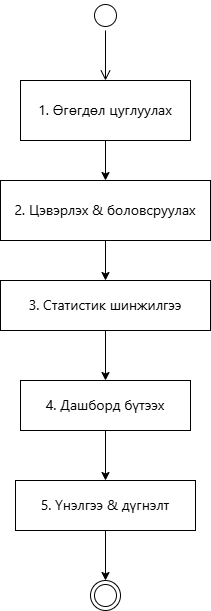 1. Өгөгдөл цуглуулах
2. Цэвэрлэх & боловсруулах
3. Статистик шинжилгээ
4. Дашборд бүтээх
5. Үнэлгээ & дүгнэлт